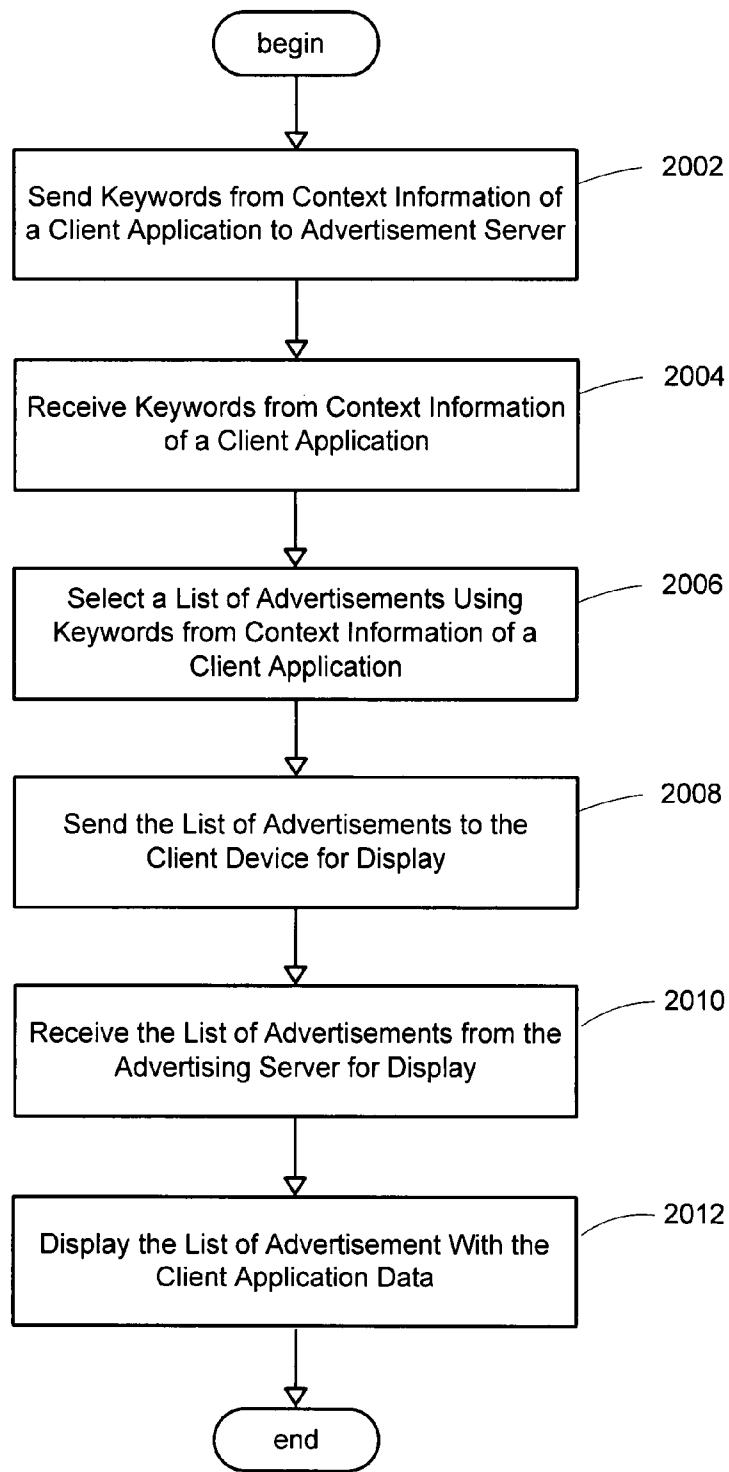 begin
2002
Send Keywords from Context Information of
a Client Application to Advertisement Server
2004
Receive Keywords from Context Information
of a Client Application
2006
Select a List of Advertisements Using
Keywords from Context Information of a
Client Application
2008
Send the List of Advertisements to the
Client Device for Display
2010
Receive the List of Advertisements from the
Advertising Server for Display
2012
Display the List of Advertisement With the
Client Application Data
end